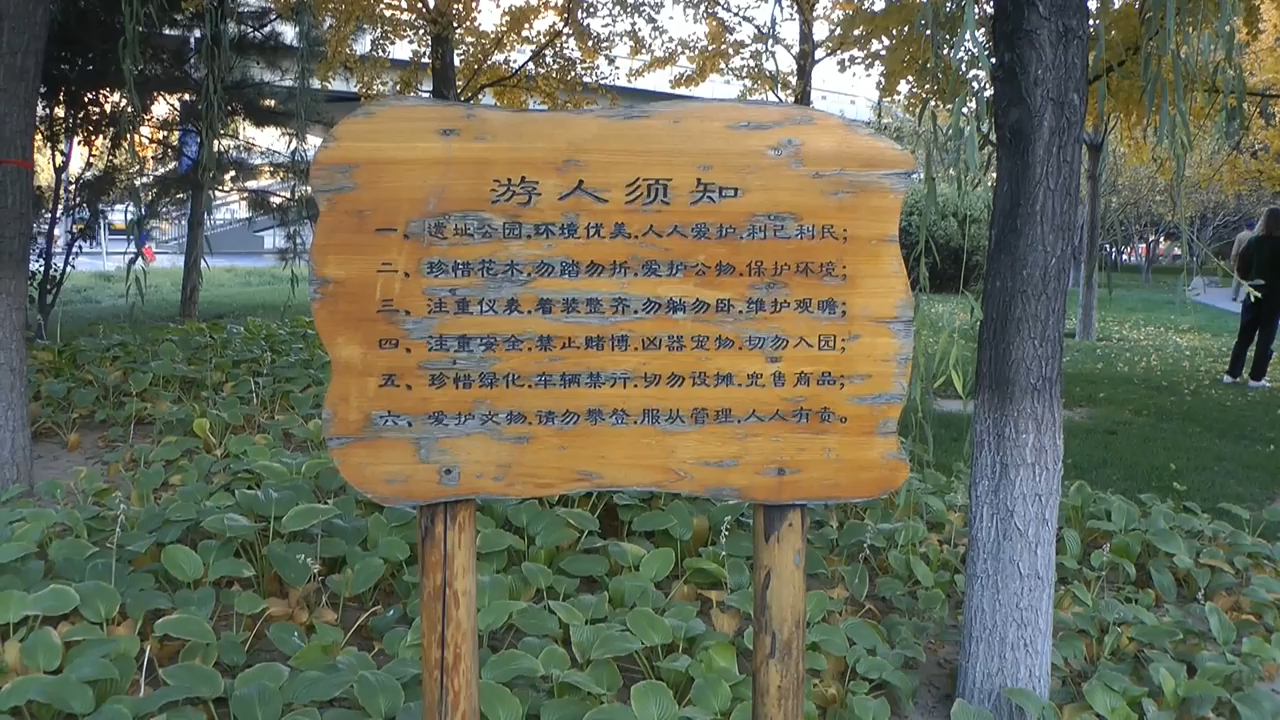 游人须知
一、遗址公园,环境优美,人人爱护,利己利民;
二、珍惜花木,勿踏勿折,爱护公物,保护环境;
三、注重仪表,着装整齐,勿躺勿卧,维护观瞻;
四、注重安全,禁止赌博,凶器宠物,切勿入园;
五、珍惜绿化,车辆禁行,切勿设摊,兜售商品;
六、爱护文物,请勿攀登,服从管理,人人有责。